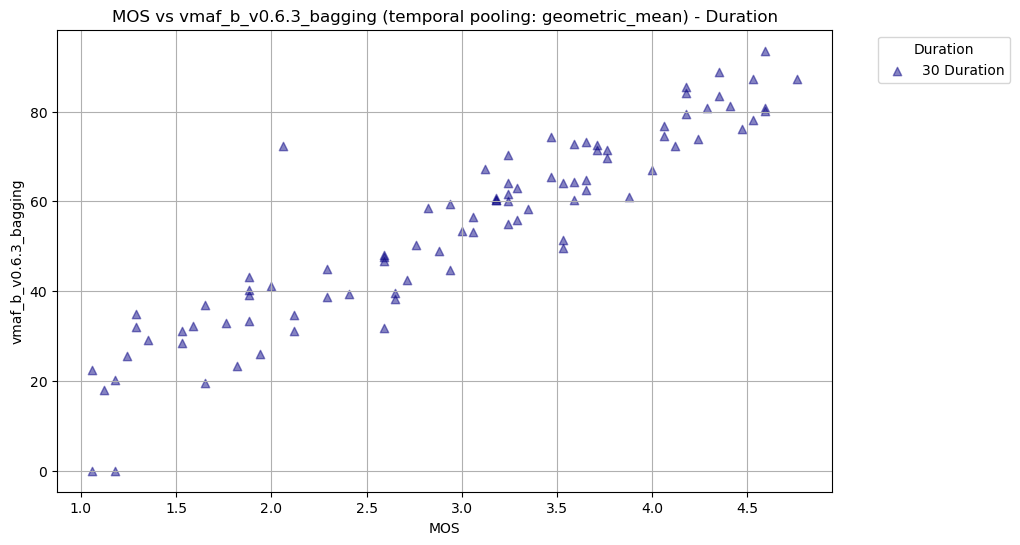 MOS vs vmaf_b_v0.6.3_bagging (temporal pooling: geometric_mean) - Duration
Duration
30 Duration
vmaf_b_v0.6.3_bagging
80
60
40
20
0
1.0 1.5 2.0 2.5 3.0 3.5 4.0 4.5
MOS